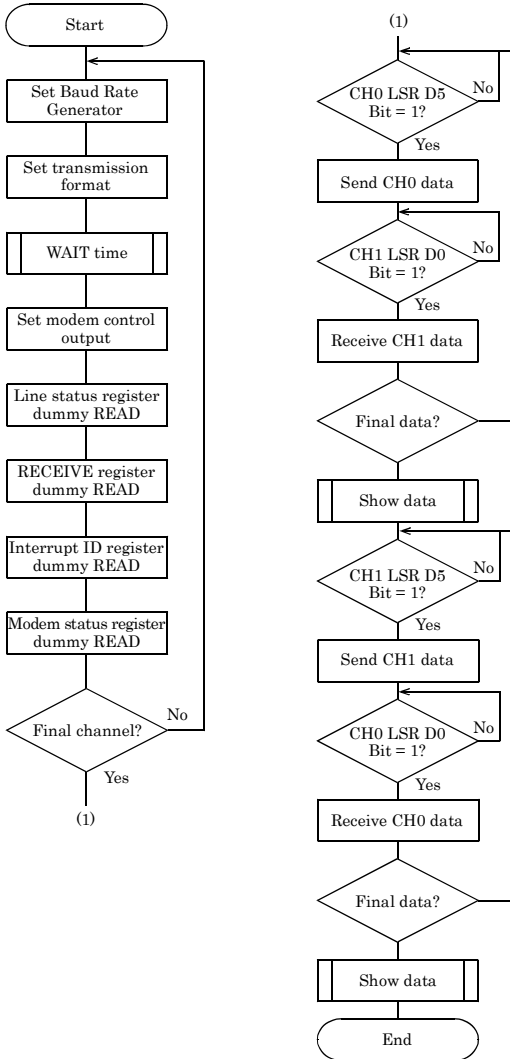 Start
Set Baud Rate
Generator
Set transmission
format
WAIT time
Set modem control
output
Line status register
dummy READ
RECEIVE register
dummy READ
Interrupt ID register
dummy READ
Modem status register
dummy READ
Final channel?
No
Yes
(1)
(1)
CH0 LSR D5
Bit = 1?
No
Yes
Send CH0 data
CH1 LSR D0
Bit = 1?
No
Yes
Receive CH1 data
Final data?
Show data
CH1 LSR D5
Bit = 1?
No
Yes
Send CH1 data
CH0 LSR D0
Bit = 1?
No
Yes
Receive CH0 data
Final data?
Show data
End